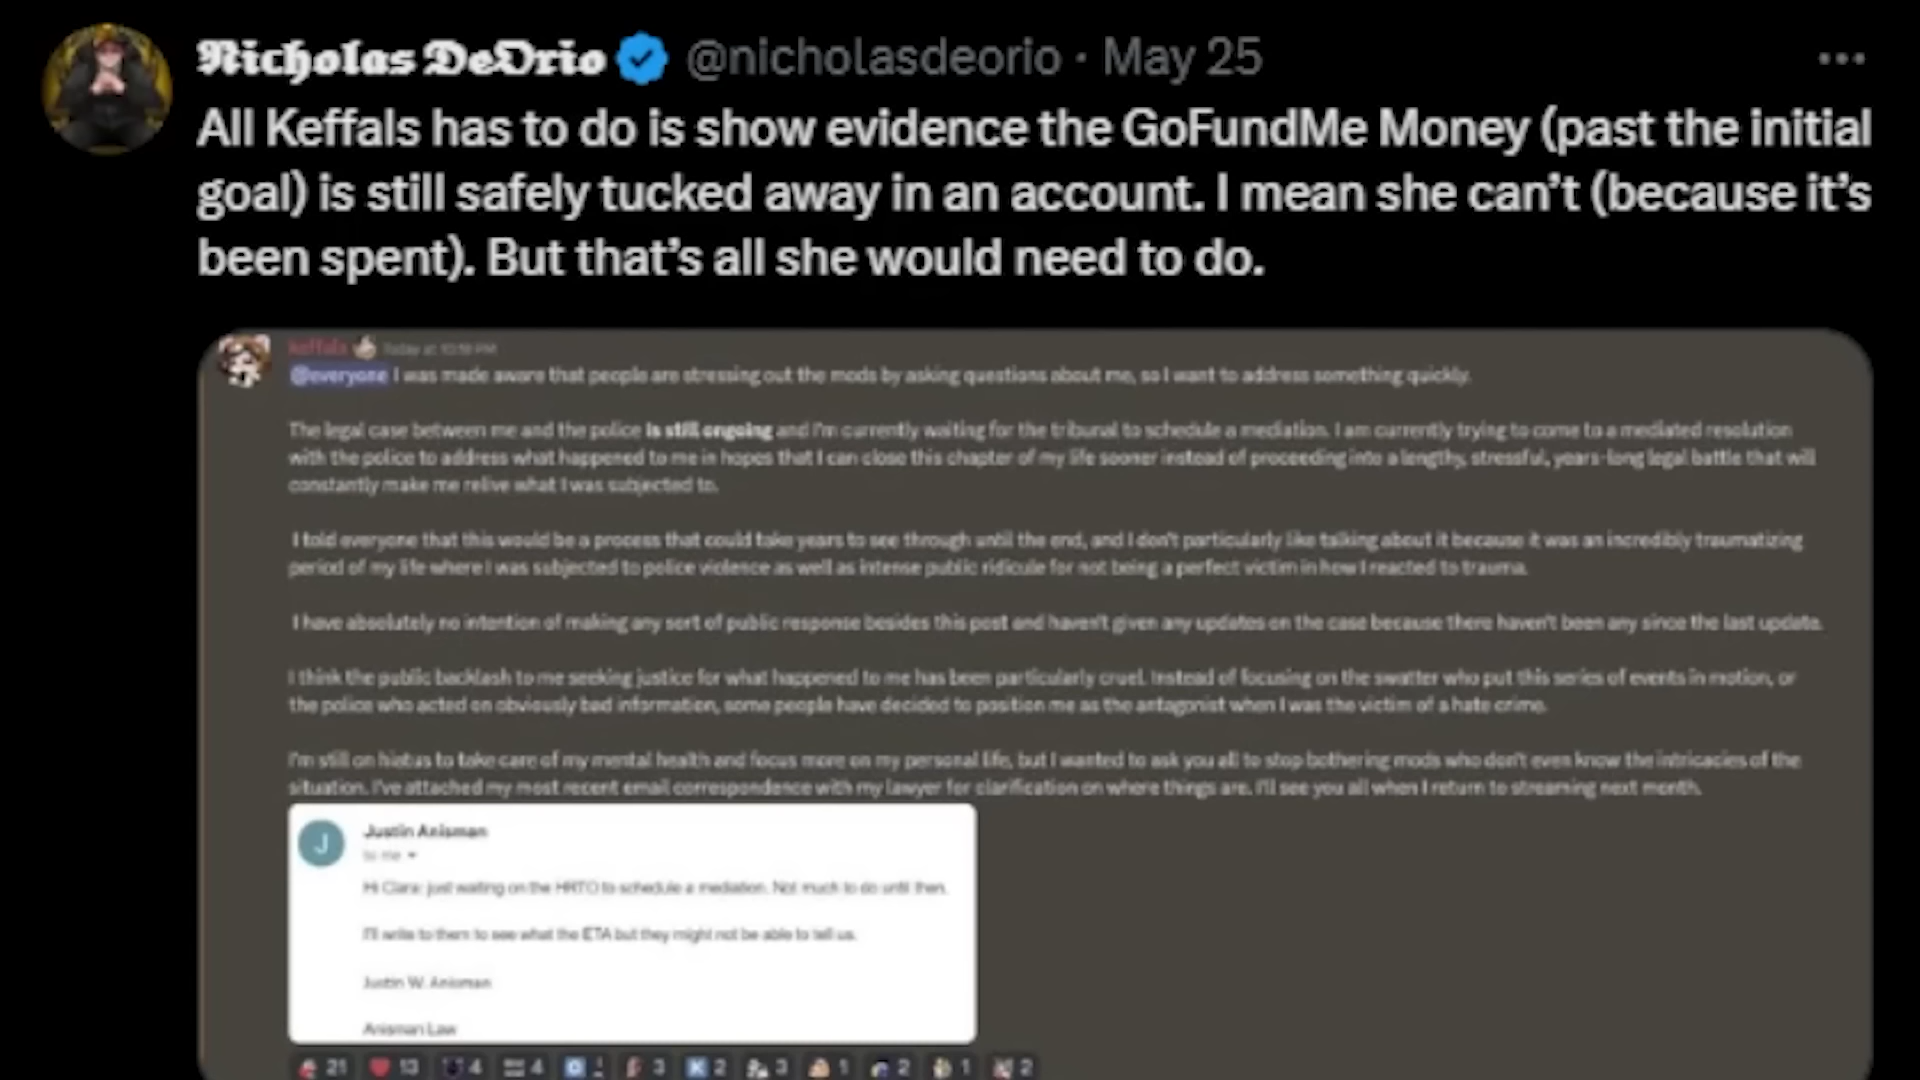 Nicholas DeOrio @nicholasdeorio · May 25
All Keffals has to do is show evidence the GoFundMe Money (past the initial
goal) is still safely tucked away in an account. I mean she can’t (because it’s
been spent). But that’s all she would need to do.
keffals Today at 10:18 PM
@everyone I was made aware that people are stressing out the mods by asking questions about me, so I want to address something quickly.
The legal case between me and the police is still ongoing and I'm currently waiting for the tribunal to schedule a mediation. I am currently trying to come to a mediated resolution
with the police to address what happened to me in hopes that I can close this chapter of my life sooner instead of proceeding into a lengthy, stressful, years-long legal battle that will
constantly make me relive what I was subjected to.
I told everyone that this would be a process that could take years to see through until the end, and I don't particularly like talking about it because it was an incredibly traumatizing
period of my life where I was subjected to police violence as well as intense public ridicule for not being a perfect victim in how I reacted to trauma.
I have absolutely no intention of making any sort of public response besides this post and haven't given any updates on the case because there haven't been any since the last update.
I think the public backlash to me seeking justice for what happened to me has been particularly cruel. Instead of focusing on the swatter who put this series of events in motion, or
the police who acted on obviously bad information, some people have decided to position me as the antagonist when I was the victim of a hate crime.
I'm still on hiatus to take care of my mental health and focus more on my personal life, but I wanted to ask you all to stop bothering mods who don't even know the intricacies of the
situation. I've attached my most recent email correspondence with my lawyer for clarification on where things are. I'll see you all when I return to streaming next month.
J
Justin Anisman
to me
Hi Clara: just waiting on the HRTO to schedule a mediation. Not much to do until then.
I'll write to them to see what the ETA but they might not be able to tell us.
Justin W. Anisman
Anisman Law
21 13 4 4 3 K 2 3 1 2 1 2